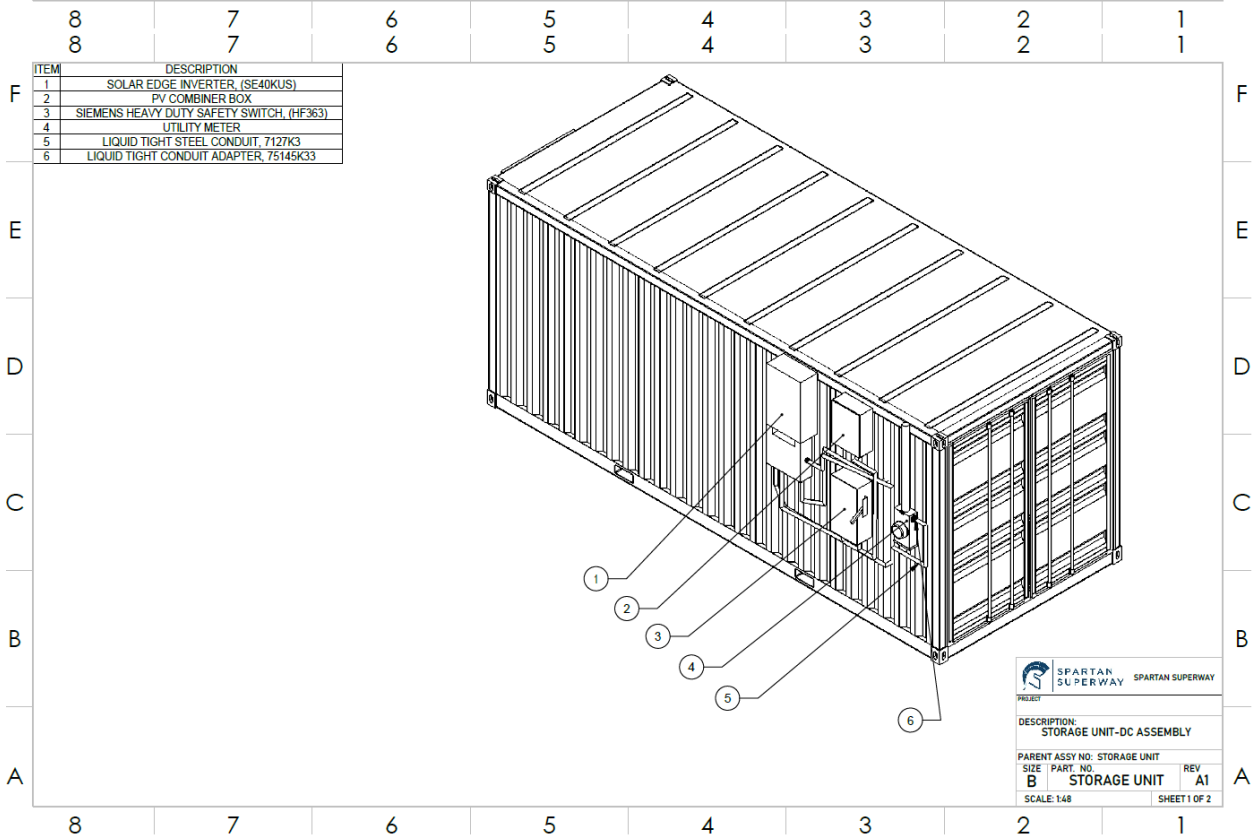 8 7 6 5 4 3 2 1
8 7 6 5 4 3 2 1
ITEM DESCRIPTION
1 SOLAR EDGE INVERTER, (SE40KUS)
2 PV COMBINER BOX
3 SIEMENS HEAVY DUTY SAFETY SWITCH, (HF363)
4 UTILITY METER
5 LIQUID TIGHT STEEL CONDUIT, 7127K3
6 LIQUID TIGHT CONDUIT ADAPTER, 75145K33
F F
E E
D D
C C
1
2
B B
3
4
5
6
SPARTAN
SUPERWAY SPARTAN SUPERWAY
PROJECT
DESCRIPTION:
STORAGE UNIT-DC ASSEMBLY
PARENT ASSY NO: STORAGE UNIT
SIZE PART. NO. REV
B STORAGE UNIT A1
A A
SCALE: 1:48 SHEET 1 OF 2
8 7 6 5 4 3 2 1